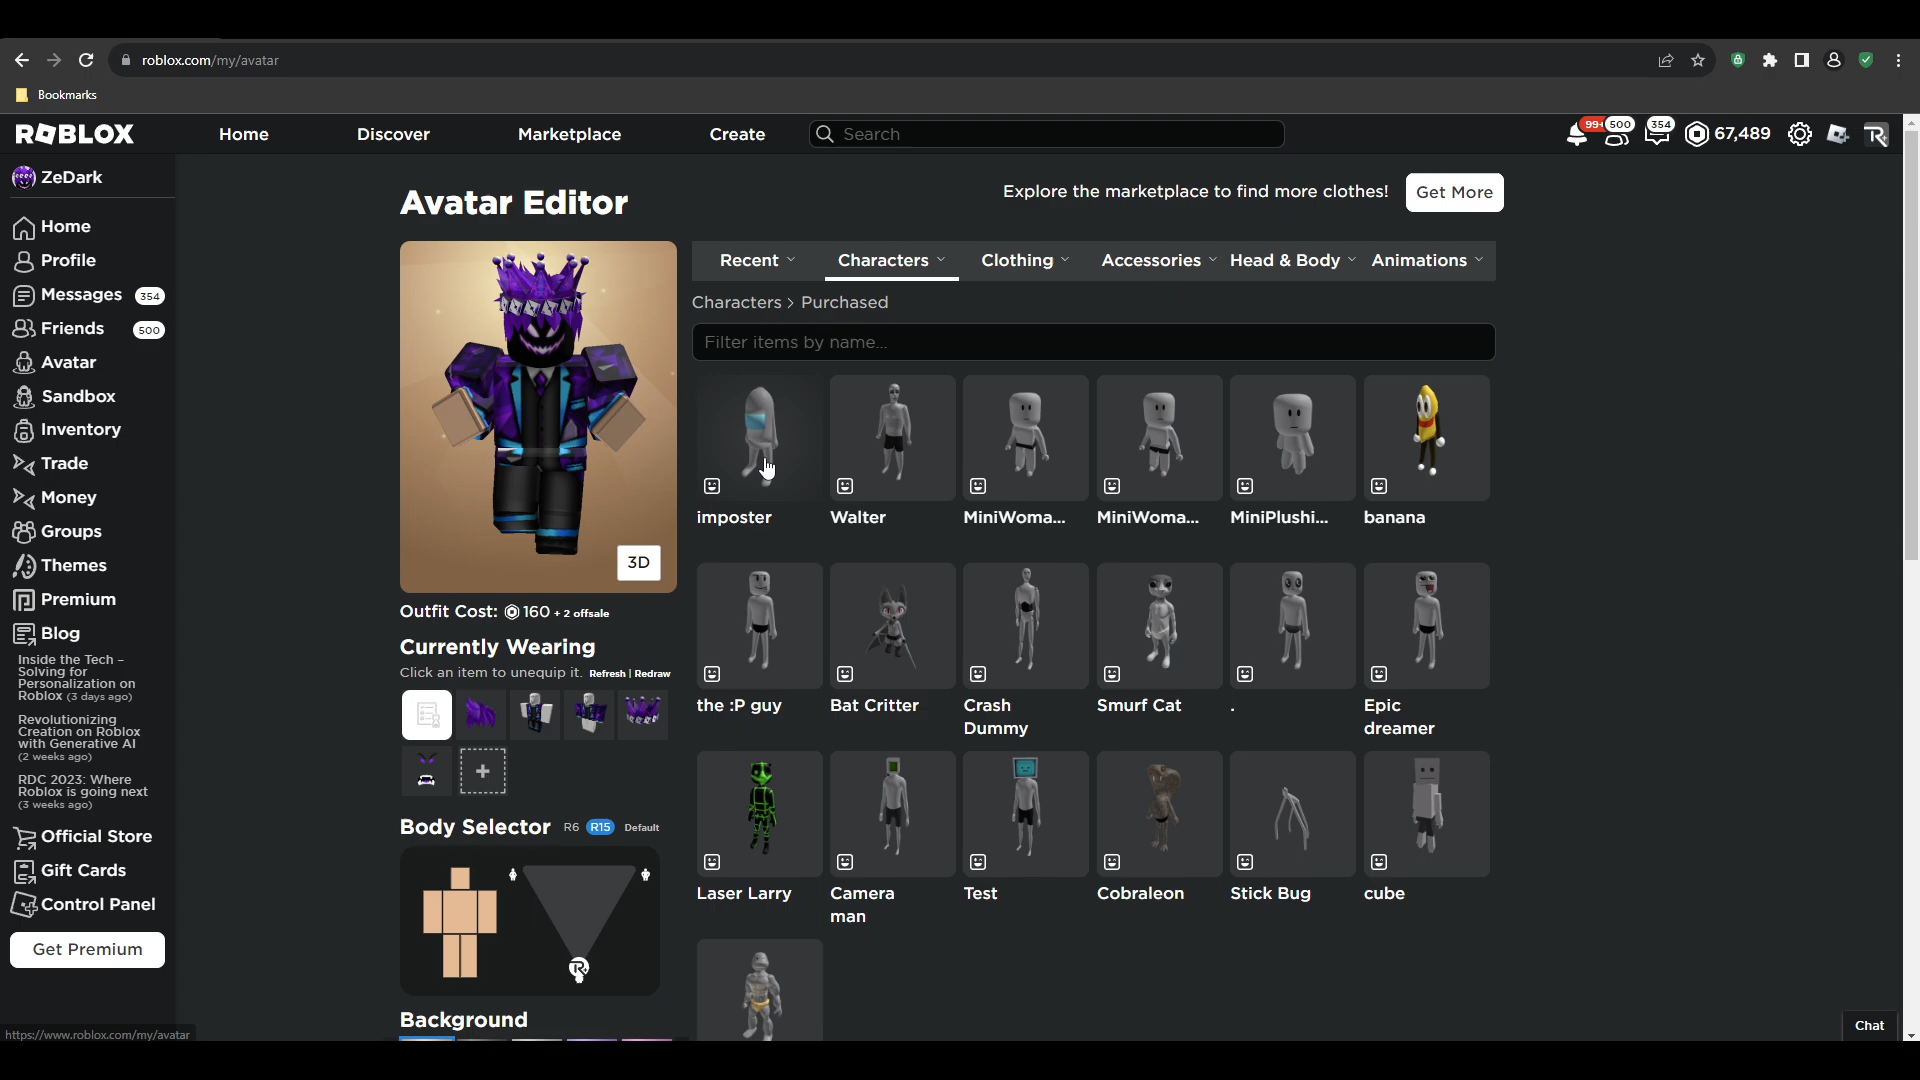 roblox.com/my/avatar
Bookmarks
ROBLOX
Home
Discover
Marketplace
Create
Search
99+
500
354
67,489
ZeDark
Home
Profile
Messages 354
Friends 500
Avatar
Sandbox
Inventory
Trade
Money
Groups
Themes
Premium
Blog
Inside the Tech -
Solving for
Personalization on
Roblox (3 days ago)
Revolutionizing
Creation on Roblox
with Generative AI
(2 weeks ago)
RDC 2023: Where
Roblox is going next
(3 weeks ago)
Official Store
Gift Cards
Control Panel
Get Premium
https://www.roblox.com/my/avatar
Avatar Editor
Explore the marketplace to find more clothes!
Get More
3D
Outfit Cost: 160 + 2 offsale
Currently Wearing
Click an item to unequip it. Refresh | Redraw
+
Body Selector R6 R15 Default
Background
Recent
Characters
Clothing
Accessories
Head & Body
Animations
Characters > Purchased
Filter items by name...
imposter
Walter
MiniWoma...
MiniWoma...
MiniPlushi...
banana
the :P guy
Bat Critter
Crash
Dummy
Smurf Cat
.
Epic
dreamer
Laser Larry
Camera
man
Test
Cobraleon
Stick Bug
cube
Chat